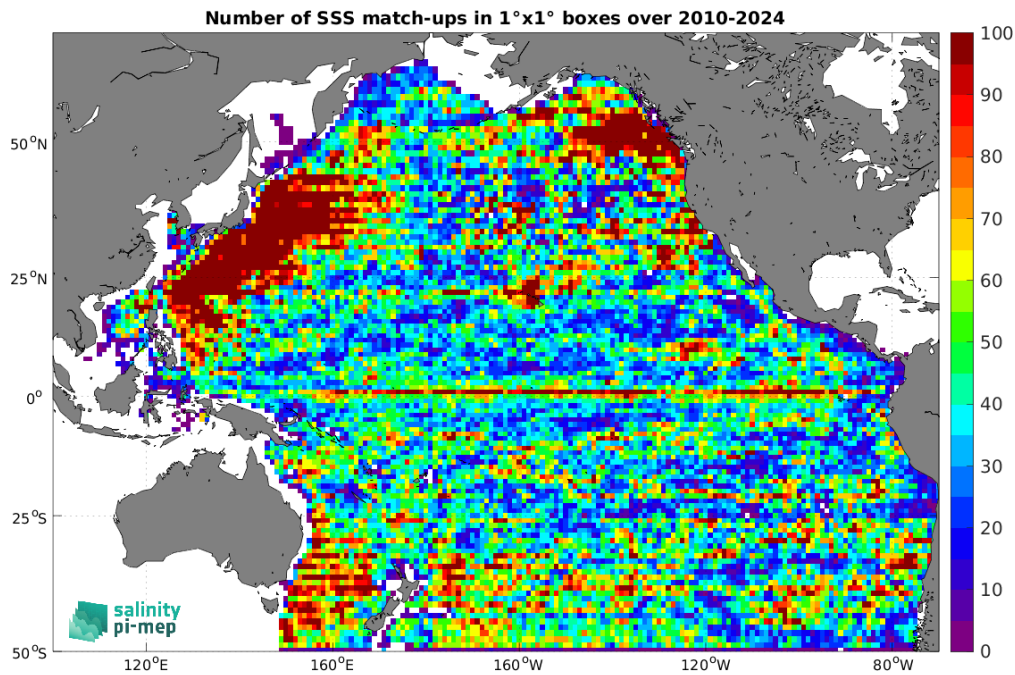 Number of SSS match-ups in 1°x1° boxes over 2010-2024
100
90
80
70
60
50
40
30
20
10
0
50°N
25°N
0°
25°S
50°S
120°E
160°E
160°W
120°W
80°W
salinity
pi-mep